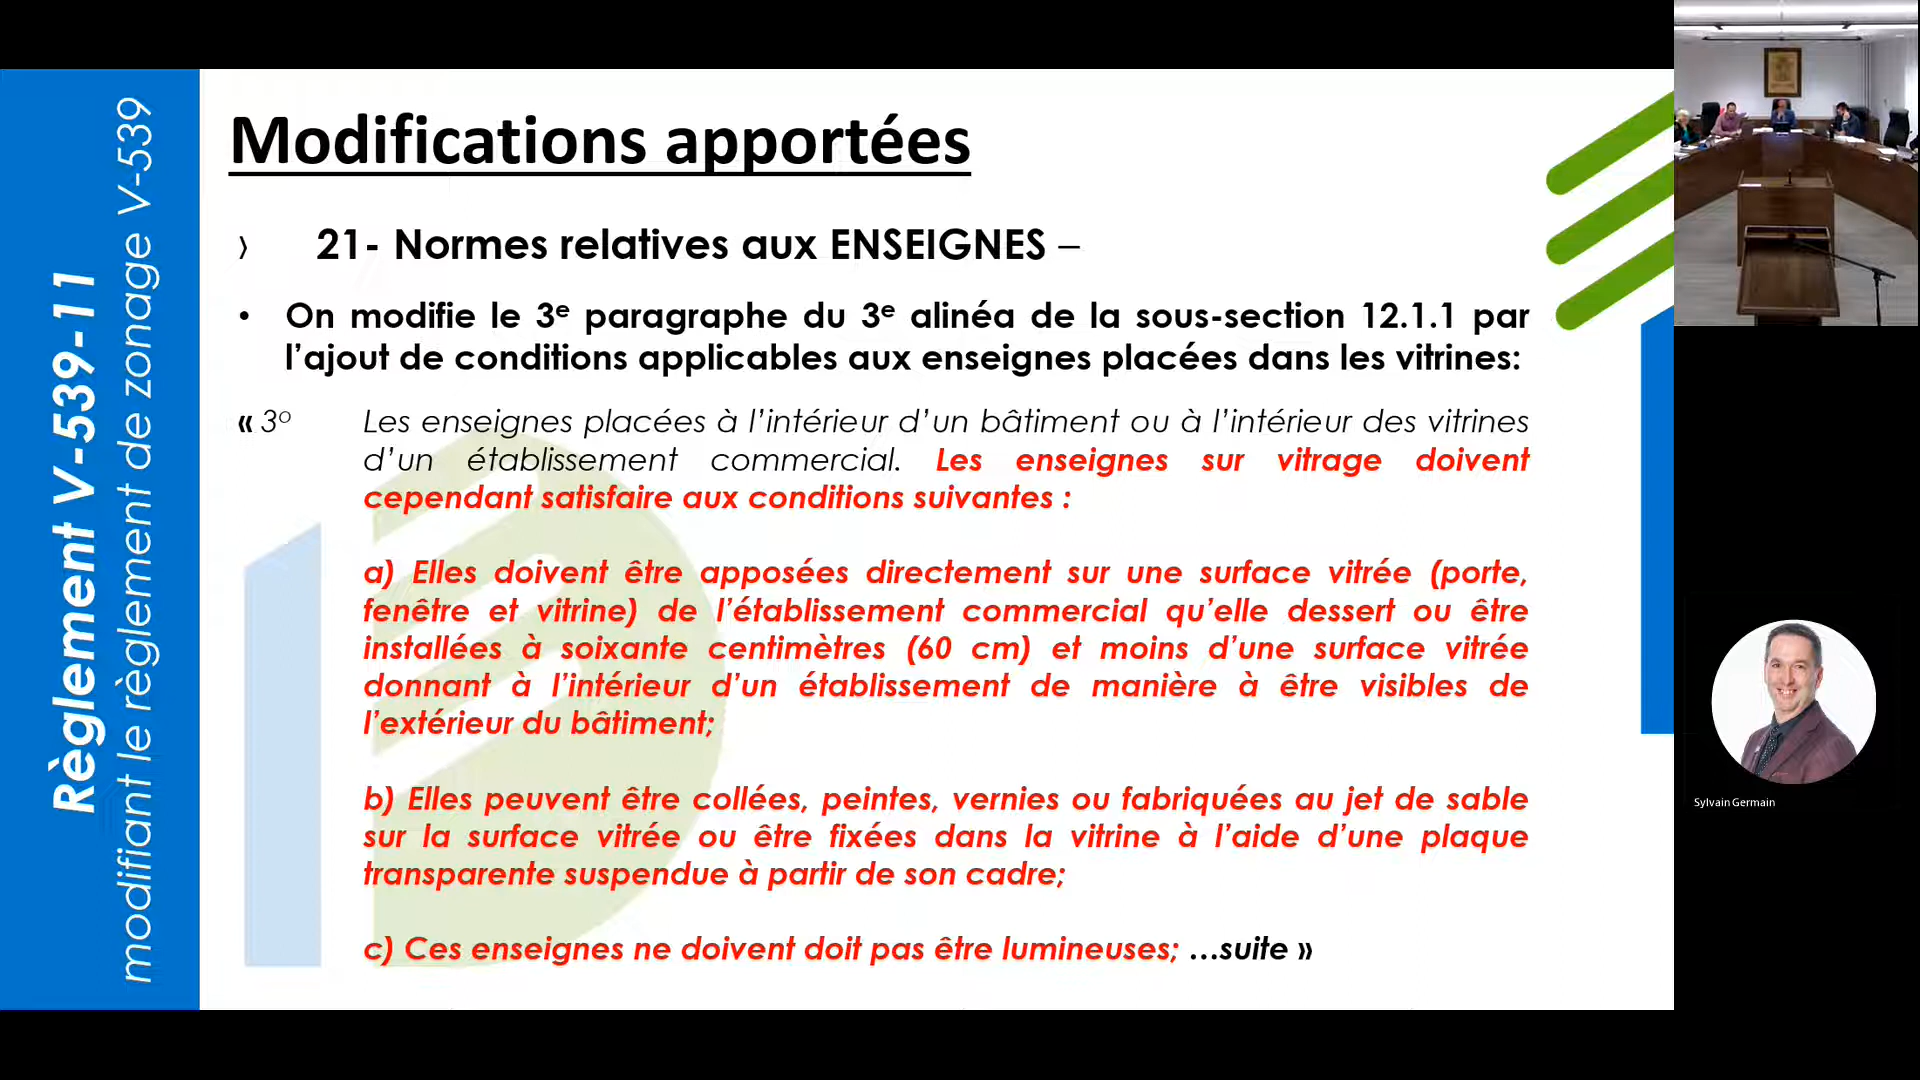 Règlement V-539-11
modifiant le règlement de zonage V-539
Modifications apportées
› 21- Normes relatives aux ENSEIGNES –
• On modifie le 3e paragraphe du 3e alinéa de la sous-section 12.1.1 par
l’ajout de conditions applicables aux enseignes placées dans les vitrines:
« 3o Les enseignes placées à l’intérieur d’un bâtiment ou à l’intérieur des vitrines
d’un établissement commercial. Les enseignes sur vitrage doivent
cependant satisfaire aux conditions suivantes :
a) Elles doivent être apposées directement sur une surface vitrée (porte,
fenêtre et vitrine) de l’établissement commercial qu’elle dessert ou être
installées à soixante centimètres (60 cm) et moins d’une surface vitrée
donnant à l’intérieur d’un établissement de manière à être visibles de
l’extérieur du bâtiment;
b) Elles peuvent être collées, peintes, vernies ou fabriquées au jet de sable
sur la surface vitrée ou être fixées dans la vitrine à l’aide d’une plaque
transparente suspendue à partir de son cadre;
c) Ces enseignes ne doivent doit pas être lumineuses; …suite »
Sylvain Germain